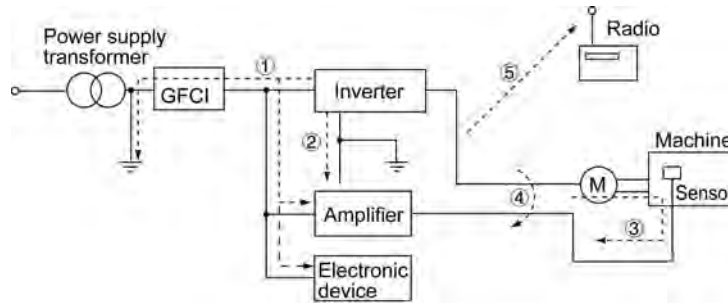 Power supply
transformer
GFCI
①
Inverter
⑤
Radio
②
Machine
M
Senso
④
Amplifier
③
Electronic
device